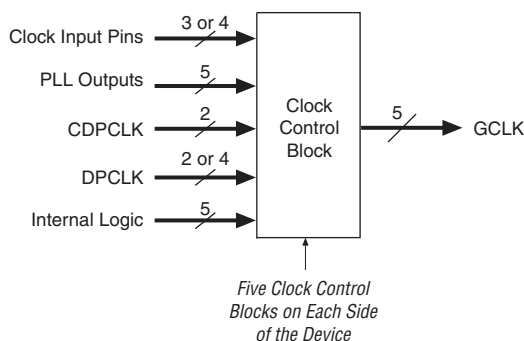 3 or 4
Clock Input Pins
5
PLL Outputs
2
CDPCLK
2 or 4
DPCLK
5
Internal Logic
Clock
Control
Block
5
GCLK
Five Clock Control
Blocks on Each Side
of the Device